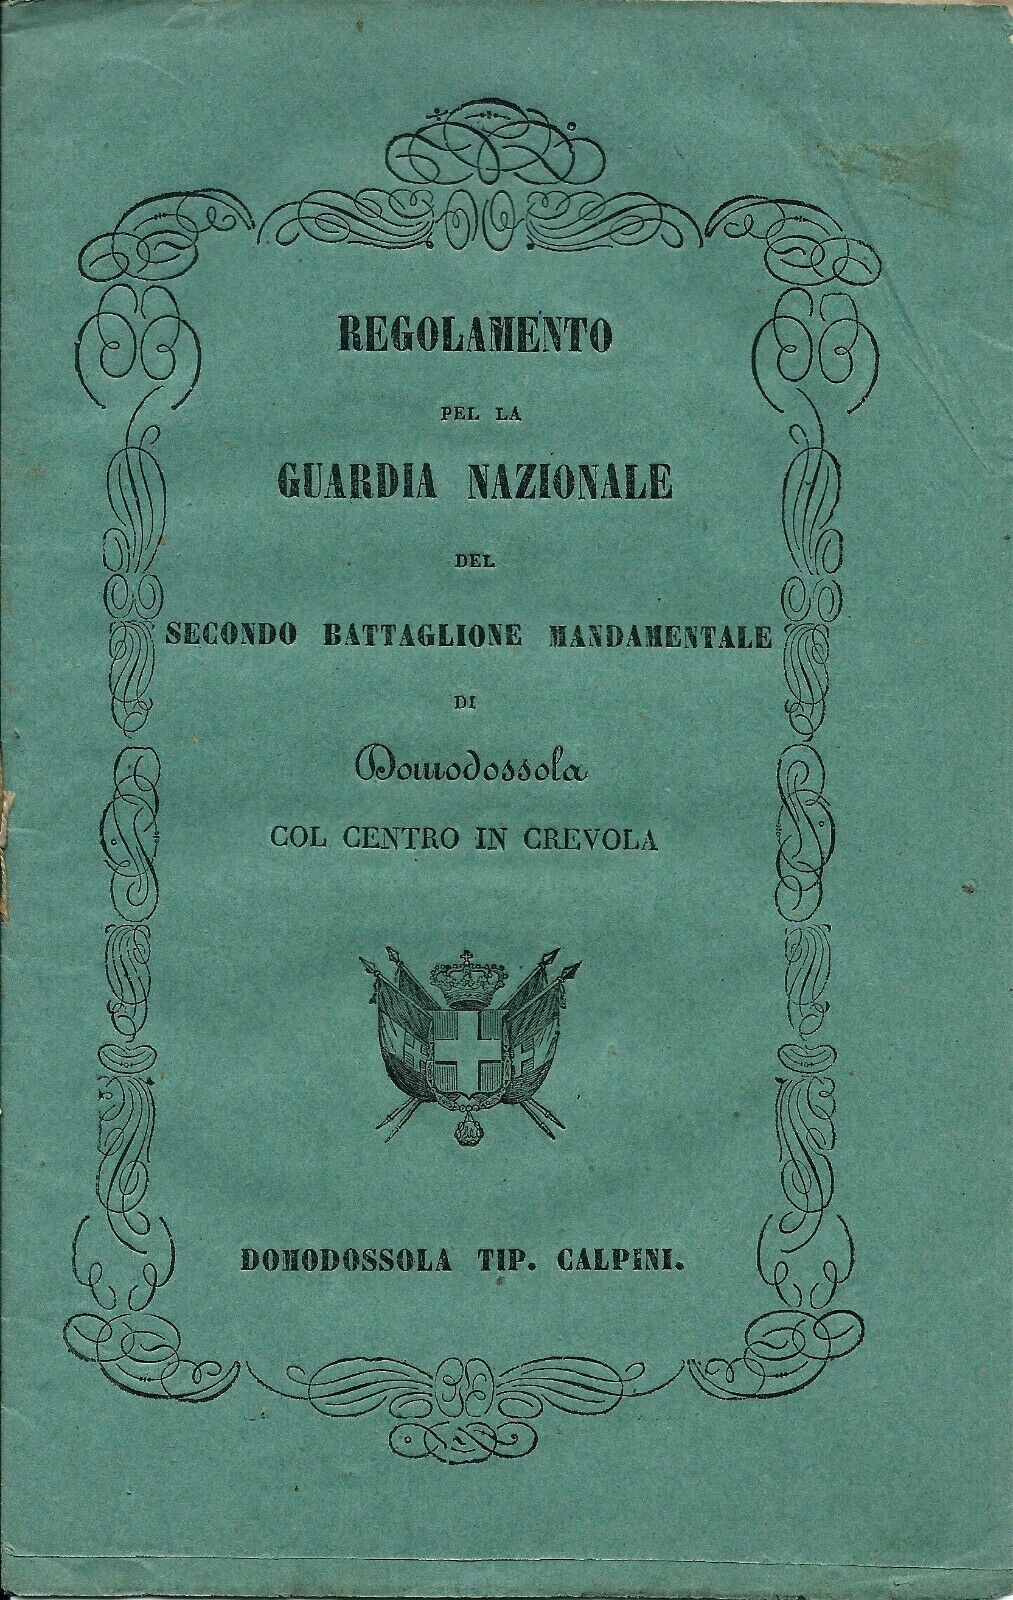 REGOLAMENTO
PEL LA
GUARDIA NAZIONALE
DEL
SECONDO BATTAGLIONE MANDAMENTALE
DI
Domodossola
COL CENTRO IN CREVOLA
DOMODOSSOLA TIP. CALPINI.